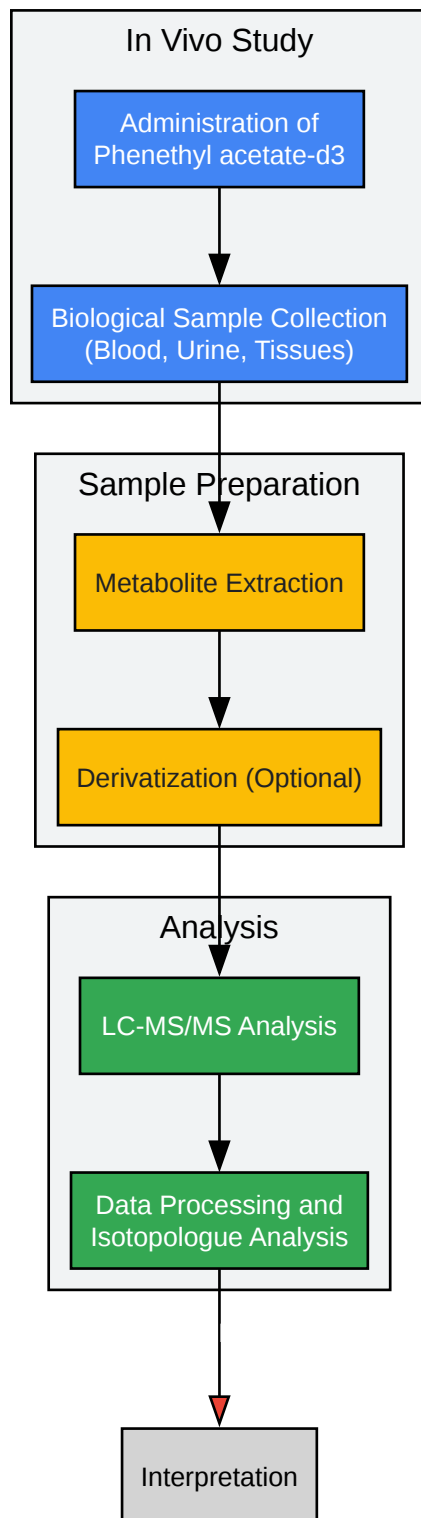 In Vivo Study
Administration of
Phenethyl acetate-d3
Biological Sample Collection
(Blood, Urine, Tissues)
Sample Preparation
Metabolite Extraction
Derivatization (Optional)
Analysis
LC-MS/MS Analysis
Data Processing and
Isotopologue Analysis
Interpretation